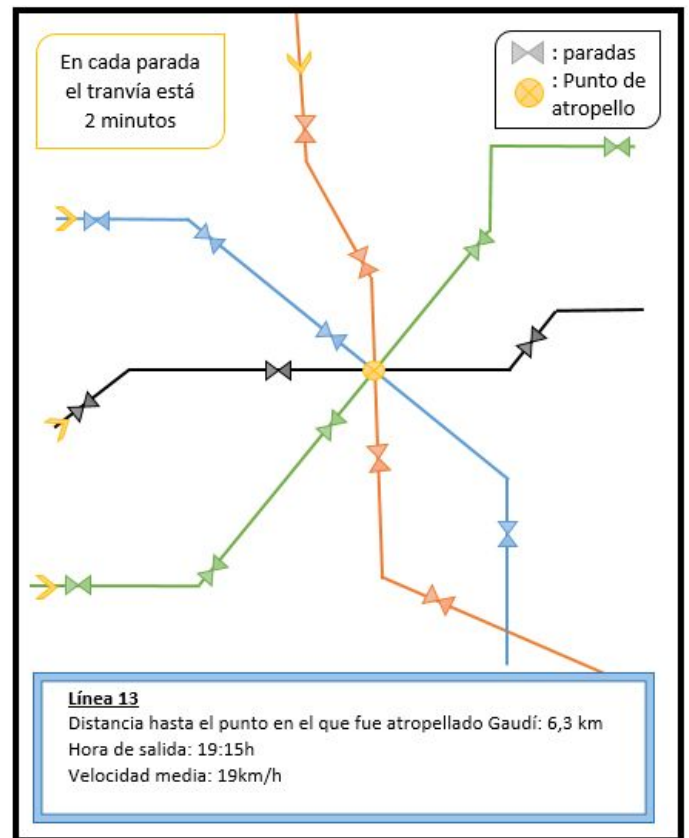 En cada parada
el tranvía está
2 minutos
: paradas
: Punto de
atropello
Línea 13
Distancia hasta el punto en el que fue atropellado Gaudí: 6,3 km
Hora de salida: 19:15h
Velocidad media: 19km/h